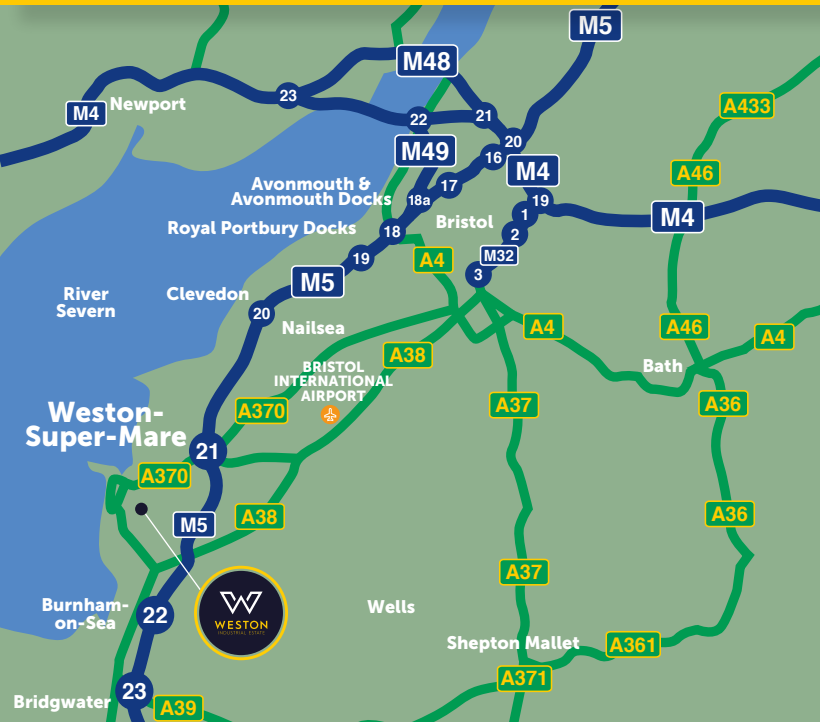 M5
M48
23
M4
Newport
A433
22
21
20
M49
16
M4
A46
Avonmouth &
Avonmouth Docks
17
18a
19
1
M4
Royal Portbury Docks
18
Bristol
2
19
M32
A4
3
M5
River
Severn
Clevedon
20
Nailsea
A4
A46
A4
A38
BRISTOL
INTERNATIONAL
AIRPORT
Bath
A370
A37
A36
Weston-
Super-Mare
21
A370
A38
A36
M5
A37
WESTON
INDUSTRIAL ESTATE
Burnham-
on-Sea
22
Wells
Shepton Mallet
A361
A371
23
Bridgwater
A39